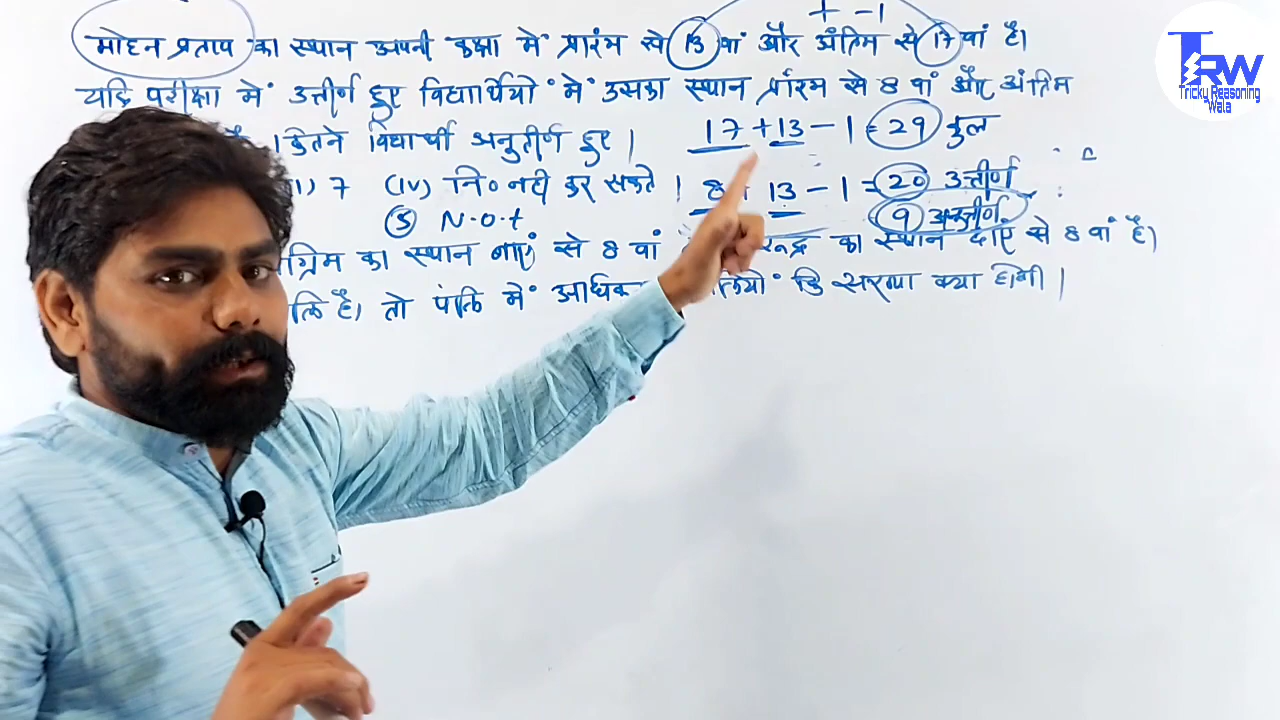 + -1
मोहन प्रताप का स्थान अपनी कक्षा में प्रारंभ से 13 वां और अंतिम से 17 वां है।
यदि परीक्षा में उत्तीर्ण हुए विद्यार्थियों में उसका स्थान प्रारंभ से 8 वां और अंतिम
कितने विद्यार्थी अनुतीर्ण हुए।
17 + 13 - 1 = 29 कुल
7 (iv) नि० नही कर सकते।
8 + 13 - 1 = 20 उत्तीर्ण
(5) N.O.t
9 अनुत्तीर्ण
ग्रिम का स्थान बाएं से 8 वां का स्थान दाएं से 8 वां है।
है। तो पंक्ति में क्या होगी।
TRW
Tricky Reasoning
Wala